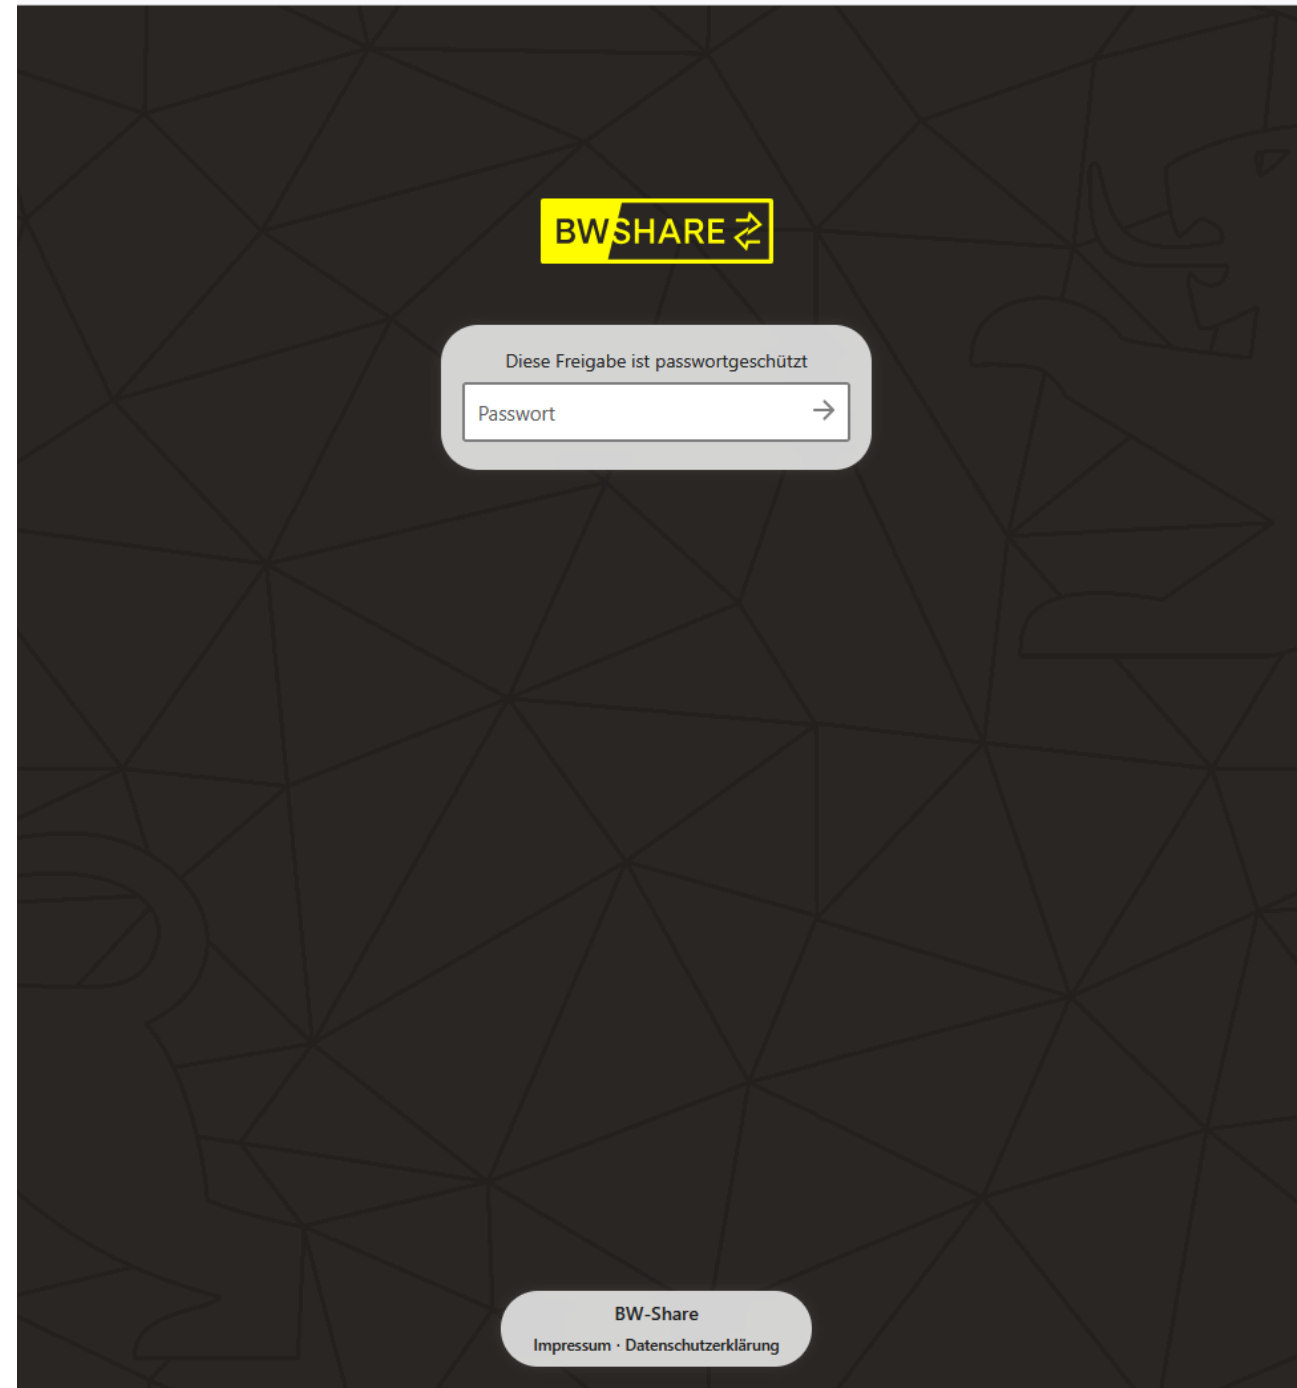 BWSHARE
Diese Freigabe ist passwortgeschützt
Passwort
BW-Share
Impressum · Datenschutzerklärung